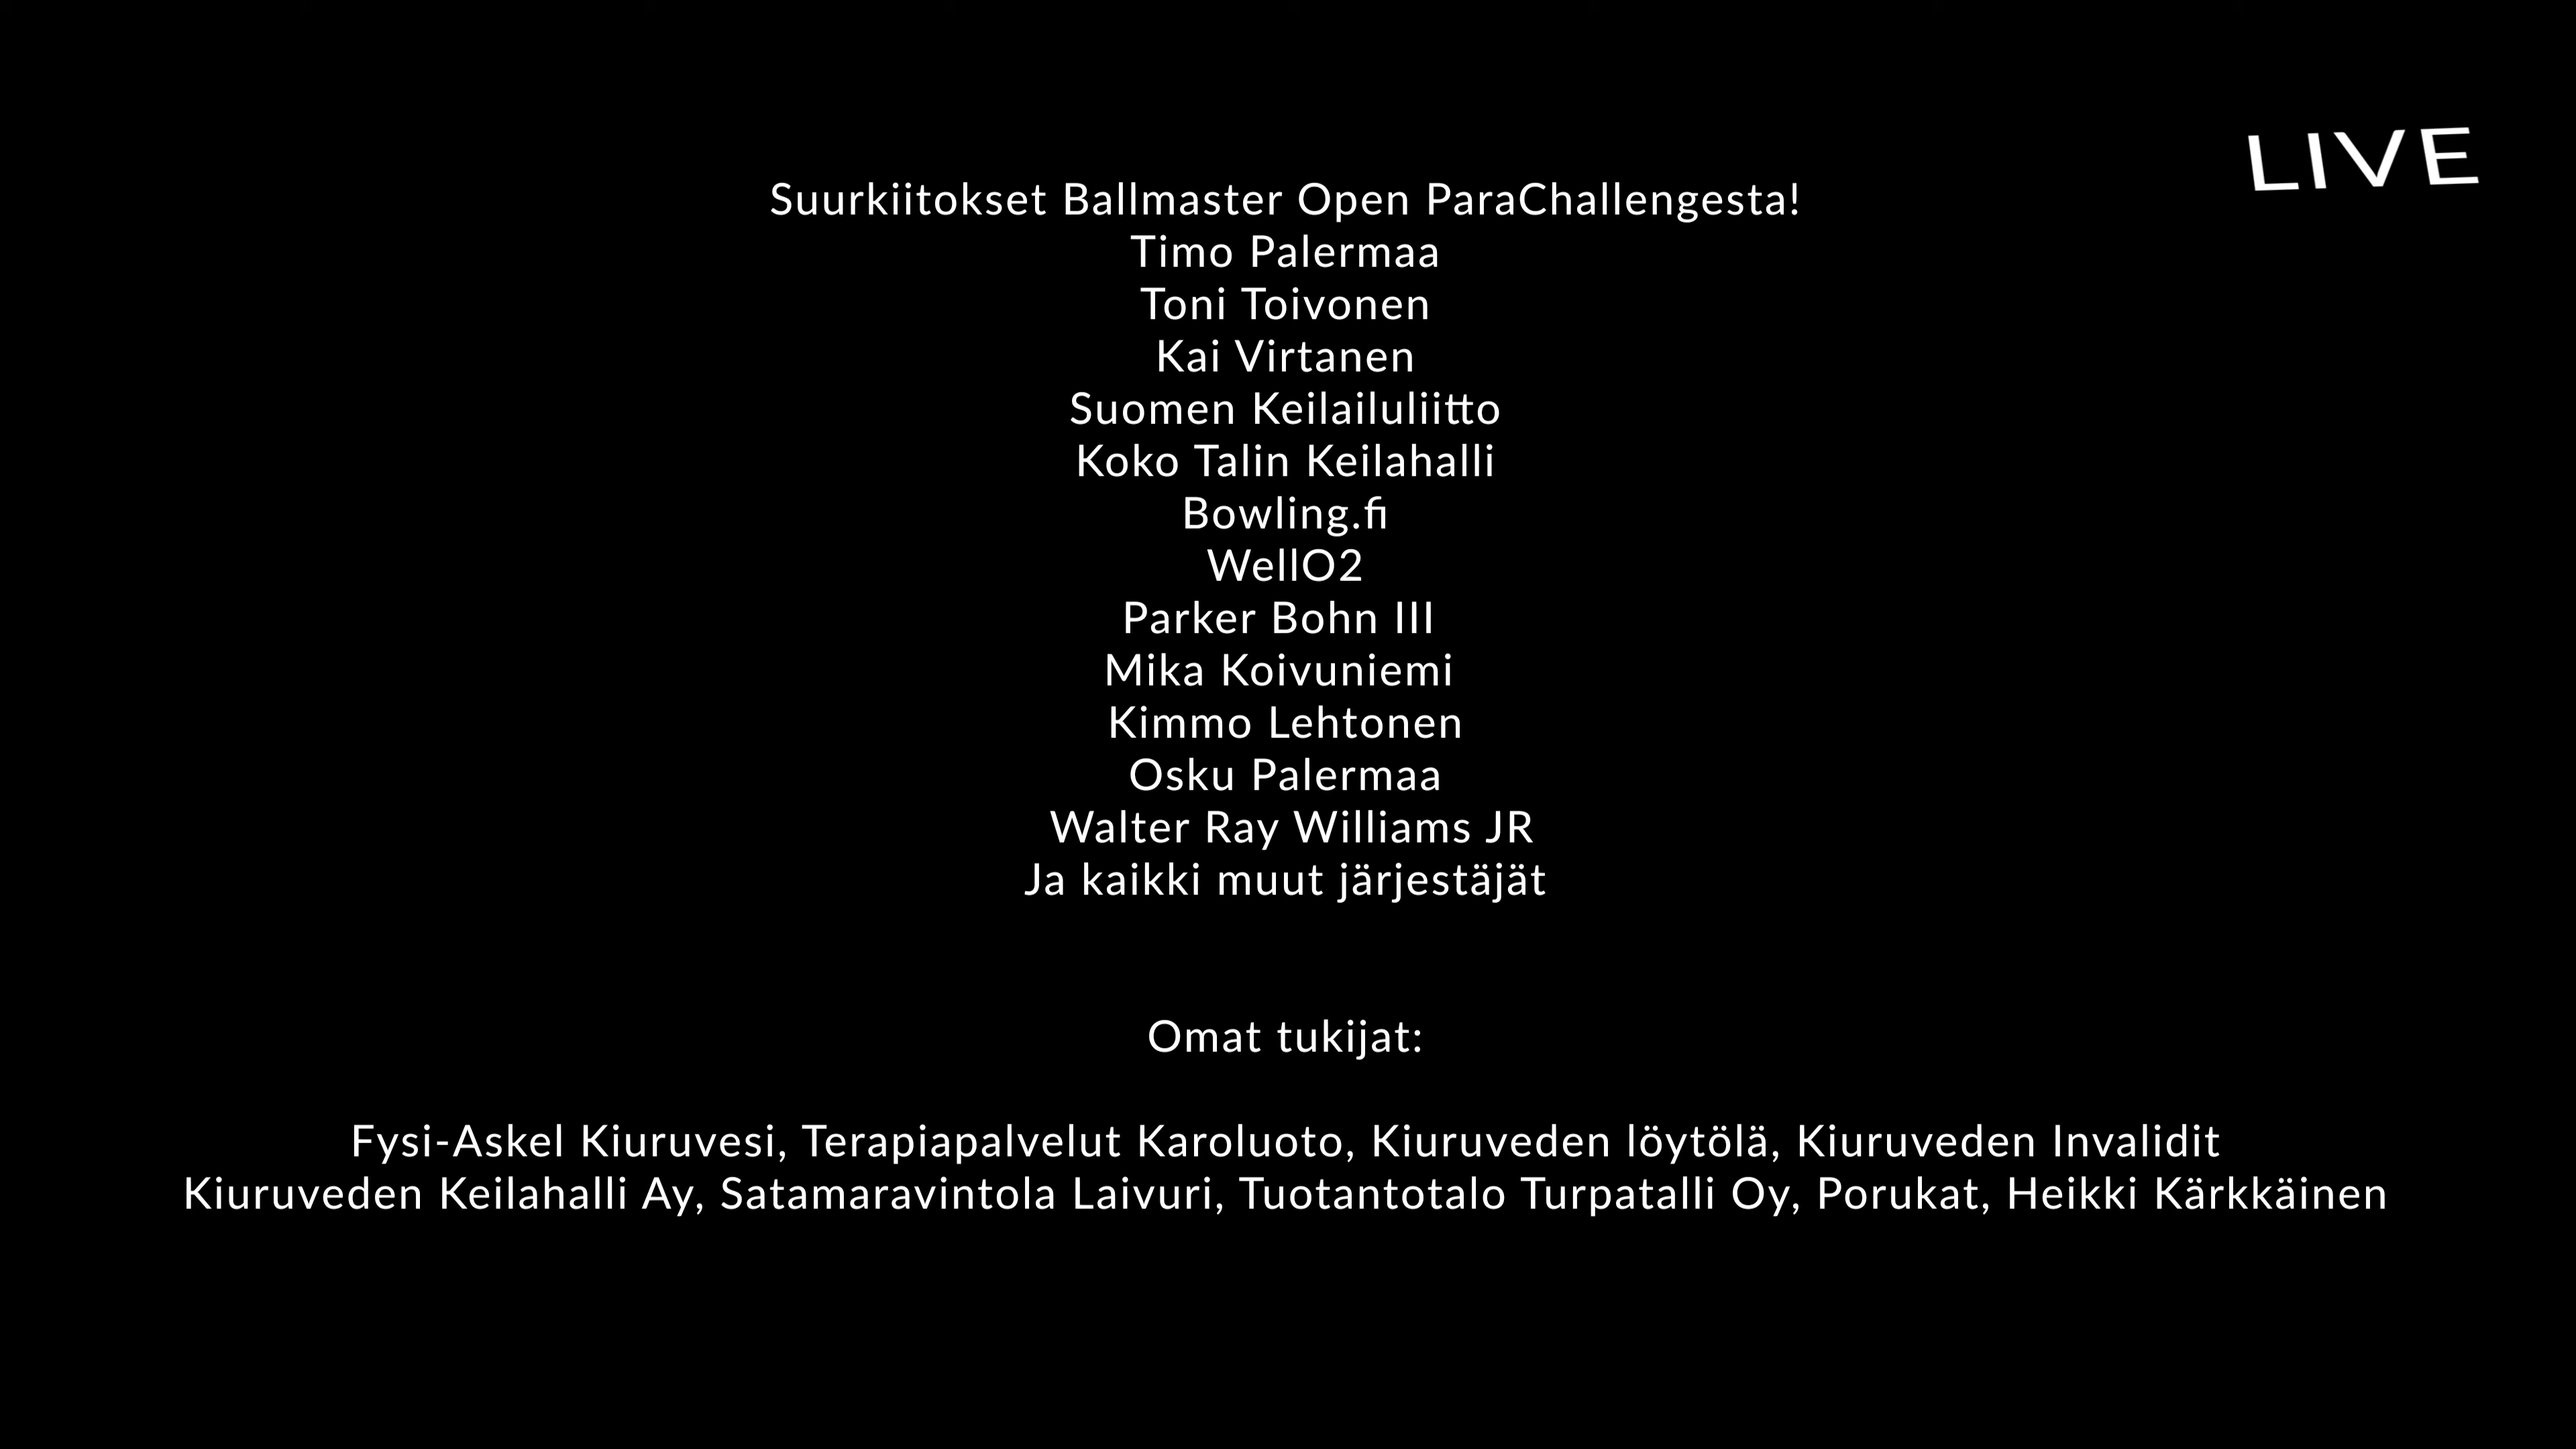 LIVE
Suurkiitokset Ballmaster Open ParaChallengesta!
Timo Palermaa
Toni Toivonen
Kai Virtanen
Suomen Keilailuliitto
Koko Talin Keilahalli
Bowling.fi
WellO2
Parker Bohn III
Mika Koivuniemi
Kimmo Lehtonen
Osku Palermaa
Walter Ray Williams JR
Ja kaikki muut järjestäjät
Omat tukijat:
Fysi-Askel Kiuruvesi, Terapiapalvelut Karoluoto, Kiuruveden löytölä, Kiuruveden Invalidit
Kiuruveden Keilahalli Ay, Satamaravintola Laivuri, Tuotantotalo Turpatalli Oy, Porukat, Heikki Kärkkäinen